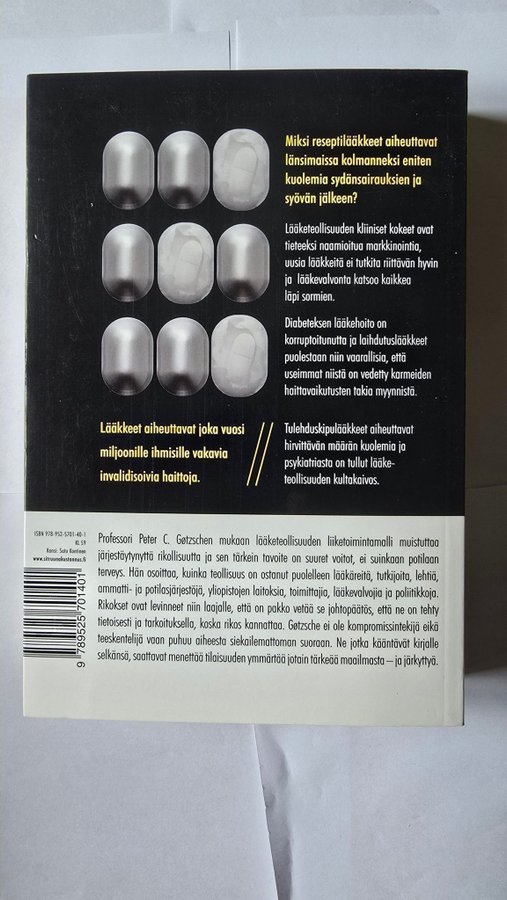 Miksi reseptilääkkeet aiheuttavat
länsimaissa kolmanneksi eniten
kuolemia sydänsairauksien ja
syövän jälkeen?
Lääketeollisuuden kliiniset kokeet ovat
tieteeksi naamioitua markkinointia,
uusia lääkkeitä ei tutkita riittävän hyvin
ja lääkevalvonta katsoo kaikkea
läpi sormien.
Diabeteksen lääkehoito on
korruptoitunutta ja laihdutuslääkkeet
puolestaan niin vaarallisia, että
useimmat niistä on vedetty karmeiden
haittavaikutusten takia myynnistä.
Lääkkeet aiheuttavat joka vuosi
miljoonille ihmisille vakavia
invalidisoivia haittoja.
Tulehduskipulääkkeet aiheuttavat
hirvittävän määrän kuolemia ja
psykiatriasta on tullut lääke-
teollisuuden kultakaivos.
ISBN 978-952-5701-40-1
KL 59
Kansi: Satu Kontinen
www.sitruunakustannus.fi
9 789525 701401
Professori Peter C. Gøtzschen mukaan lääketeollisuuden liiketoimintamalli muistuttaa
järjestäytynyttä rikollisuutta ja sen tärkein tavoite on suuret voitot, ei suinkaan potilaan
terveys. Hän osoittaa, kuinka teollisuus on ostanut puolelleen lääkäreitä, tutkijoita, lehtiä,
ammatti- ja potilasjärjestöjä, yliopistojen laitoksia, toimittajia, lääkevalvojia ja poliitikkoja.
Rikokset ovat levinneet niin laajalle, että on pakko vetää se johtopäätös, että ne on tehty
tietoisesti ja tarkoituksella, koska rikos kannattaa. Gøtzsche ei ole kompromissintekijä eikä
teeskentelijä vaan puhuu aiheesta siekailemattoman suoraan. Ne jotka kääntävät kirjalle
selkänsä, saattavat menettää tilaisuuden ymmärtää jotain tärkeää maailmasta – ja järkyttyä.